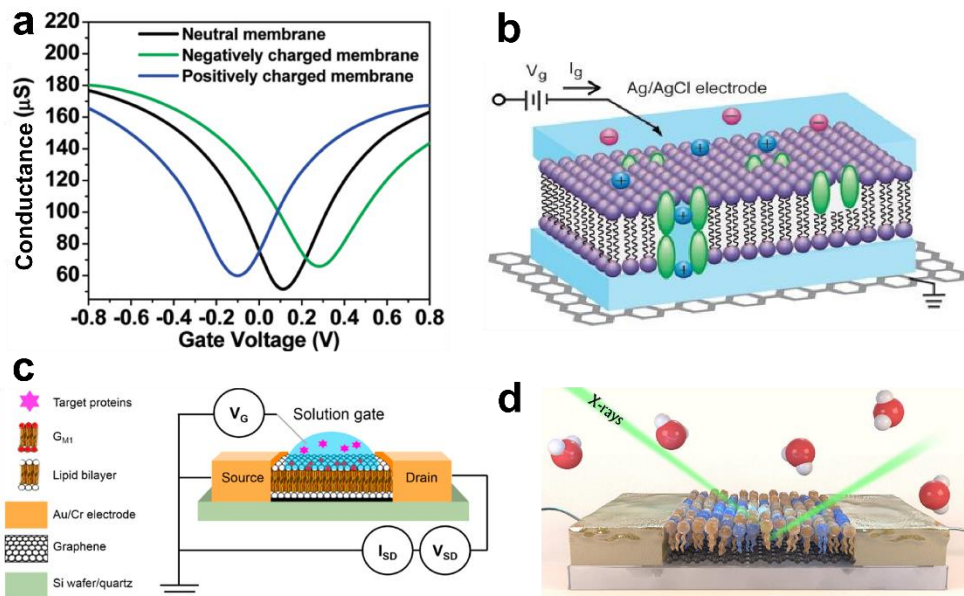 a
220
200
180
160
140
120
100
80
60
Conductance (µS)
Neutral membrane
Negatively charged membrane
Positively charged membrane
-0.8 -0.6 -0.4 -0.2 0.0 0.2 0.4 0.6 0.8
Gate Voltage (V)
b
Vg
Ig
Ag/AgCl electrode
− − −
+ + +
+
+
c
Target proteins
GM1
Lipid bilayer
Au/Cr electrode
Graphene
Si wafer/quartz
VG
Solution gate
Source
Drain
ISD
VSD
d
X-rays